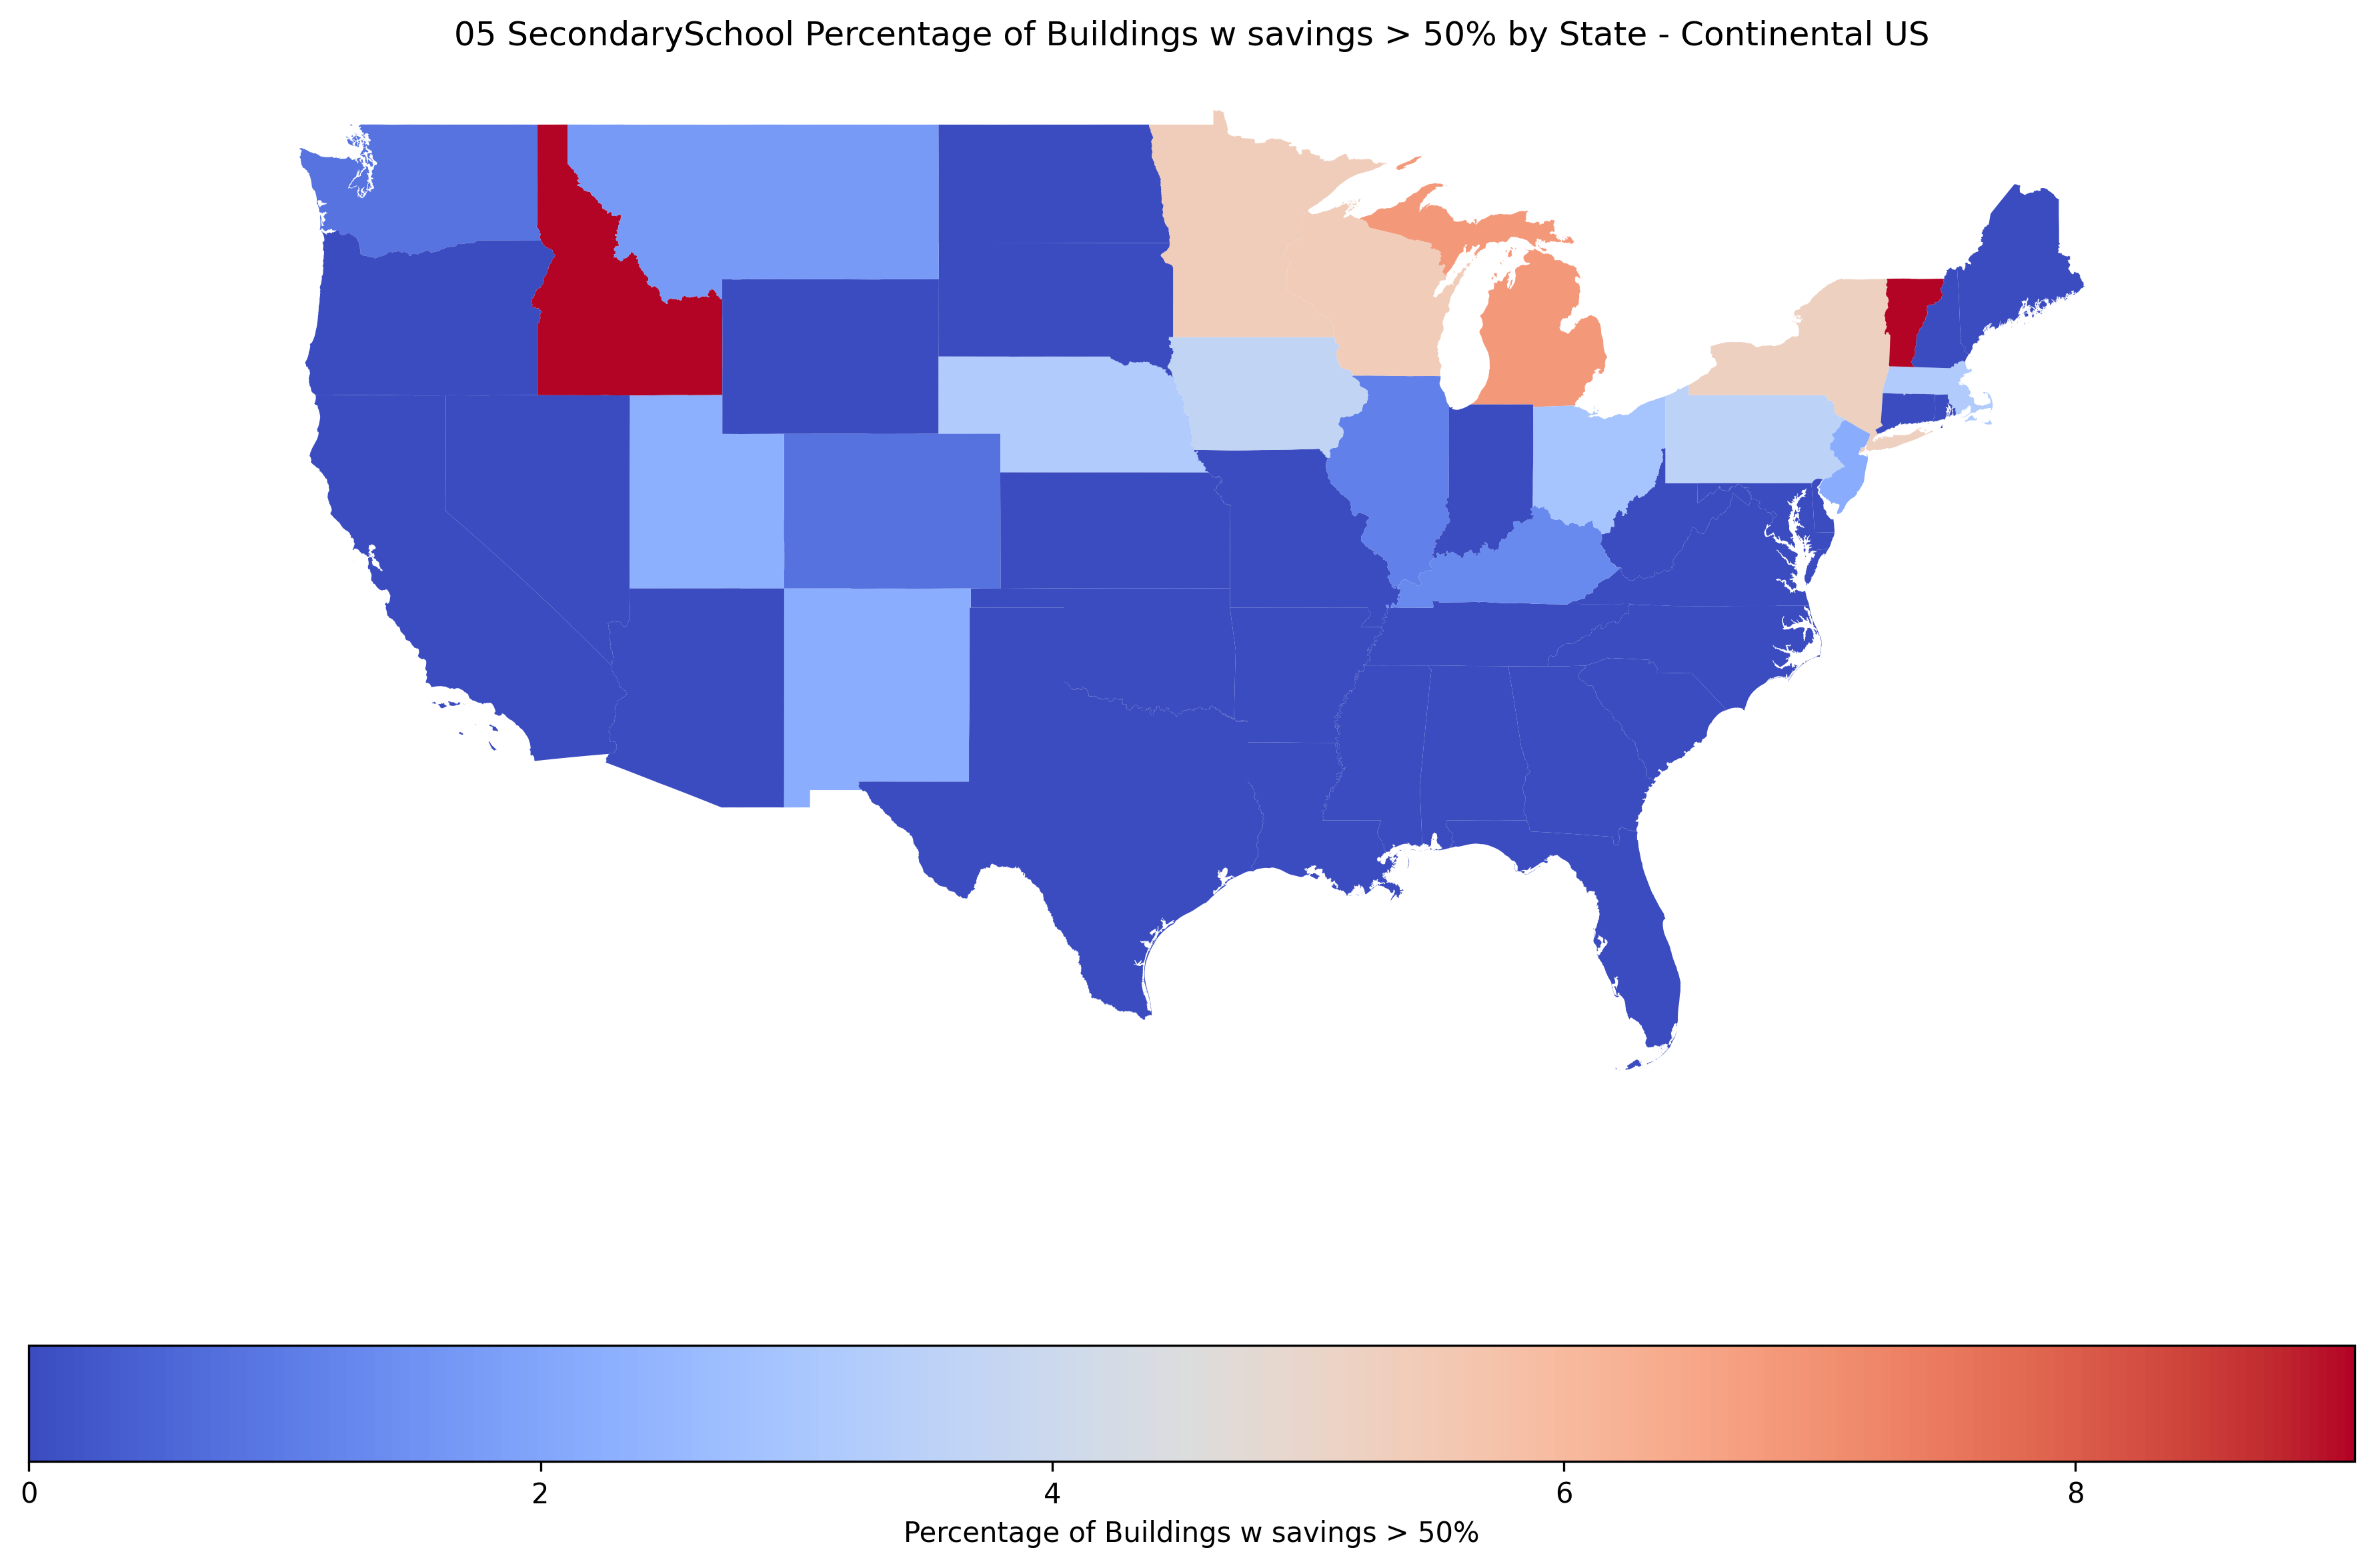 05 SecondarySchool Percentage of Buildings w savings > 50% by State - Continental US
0 2 4 6 8
Percentage of Buildings w savings > 50%